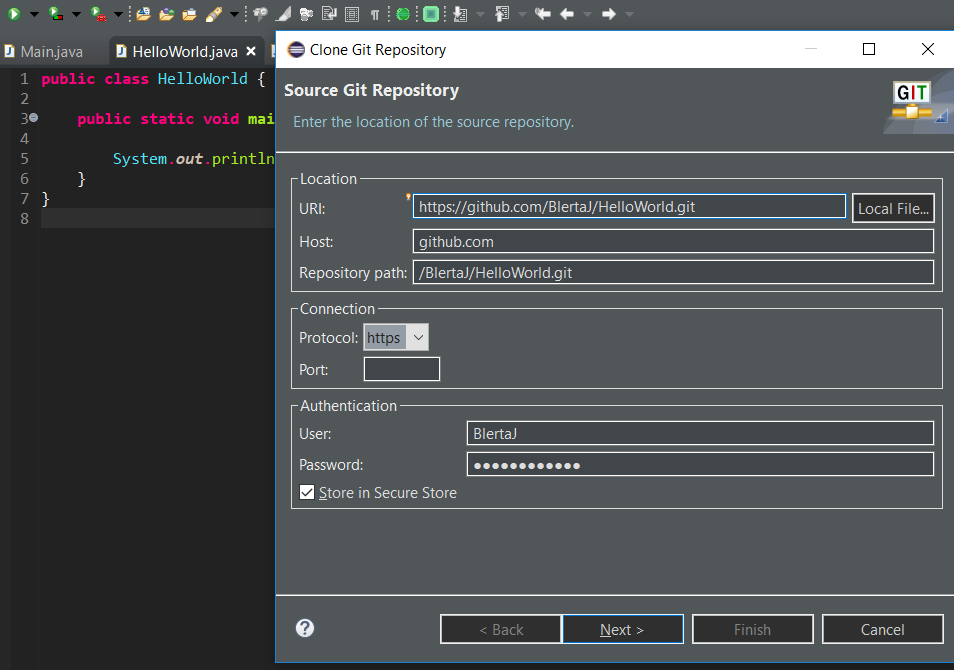 Main.java
HelloWorld.java
Clone Git Repository
Source Git Repository
Enter the location of the source repository.
GIT
1 public class HelloWorld {
2
3 public static void mai
4
5 System.out.println
6 }
7 }
8
Location
URI: https://github.com/BlertaJ/HelloWorld.git Local File...
Host: github.com
Repository path: /BlertaJ/HelloWorld.git
Connection
Protocol: https
Port:
Authentication
User: BlertaJ
Password: ●●●●●●●●●●●●
Store in Secure Store
< Back Next > Finish Cancel